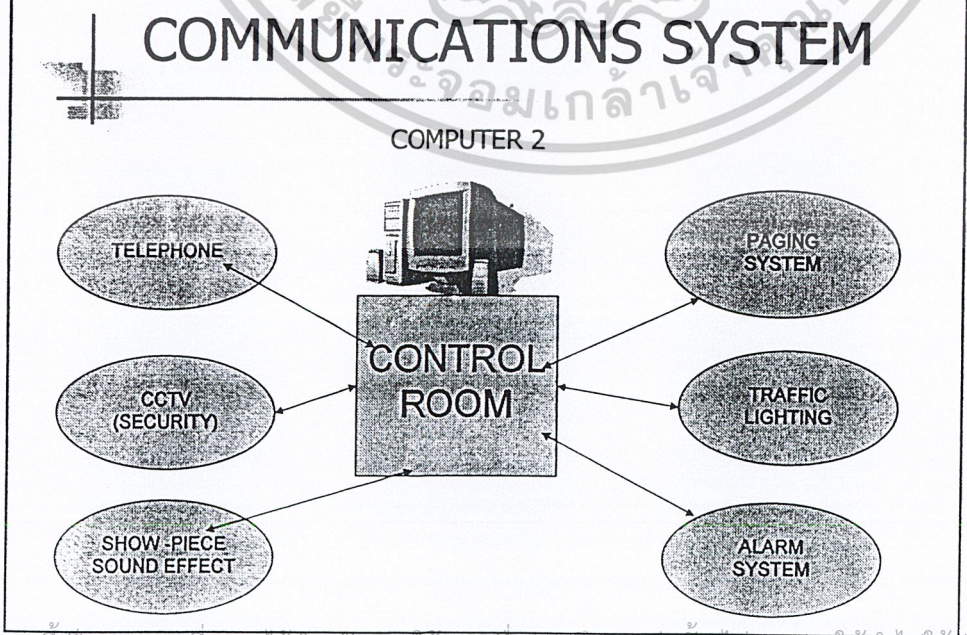 COMMUNICATIONS SYSTEM
COMPUTER 2
TELEPHONE
CCTV
(SECURITY)
SHOW -PIECE
SOUND EFFECT
CONTROL
ROOM
PAGING
SYSTEM
TRAFFIC
LIGHTING
ALARM
SYSTEM